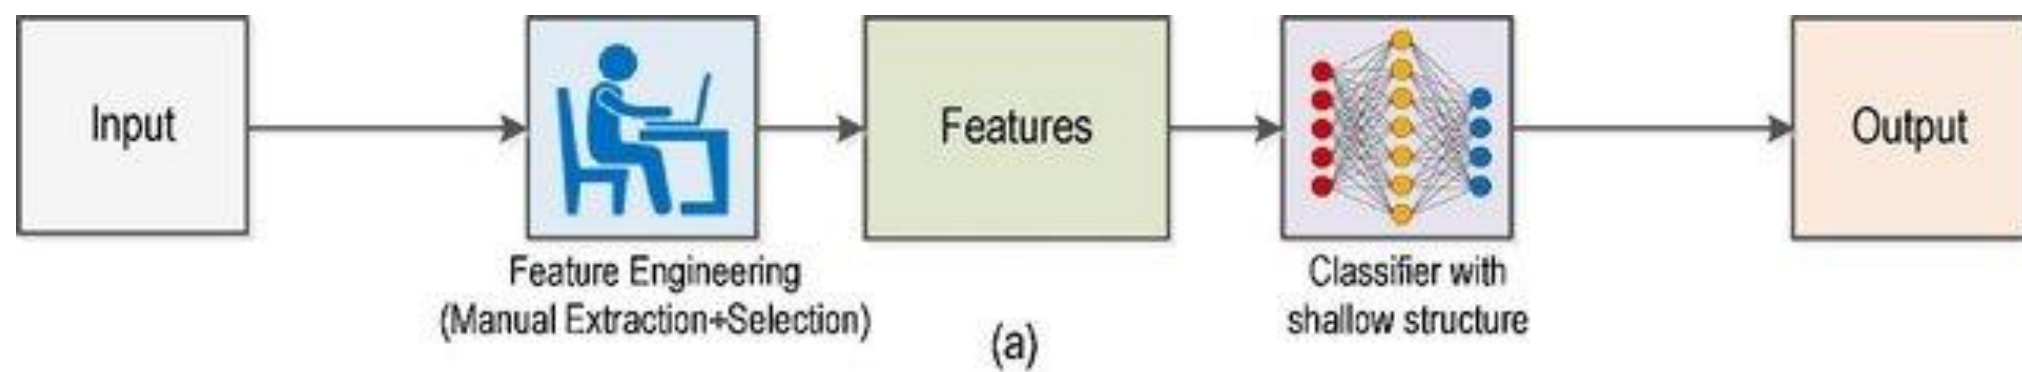 Input
Features
Output
Feature Engineering
(Manual Extraction+Selection)
Classifier with
shallow structure
(a)